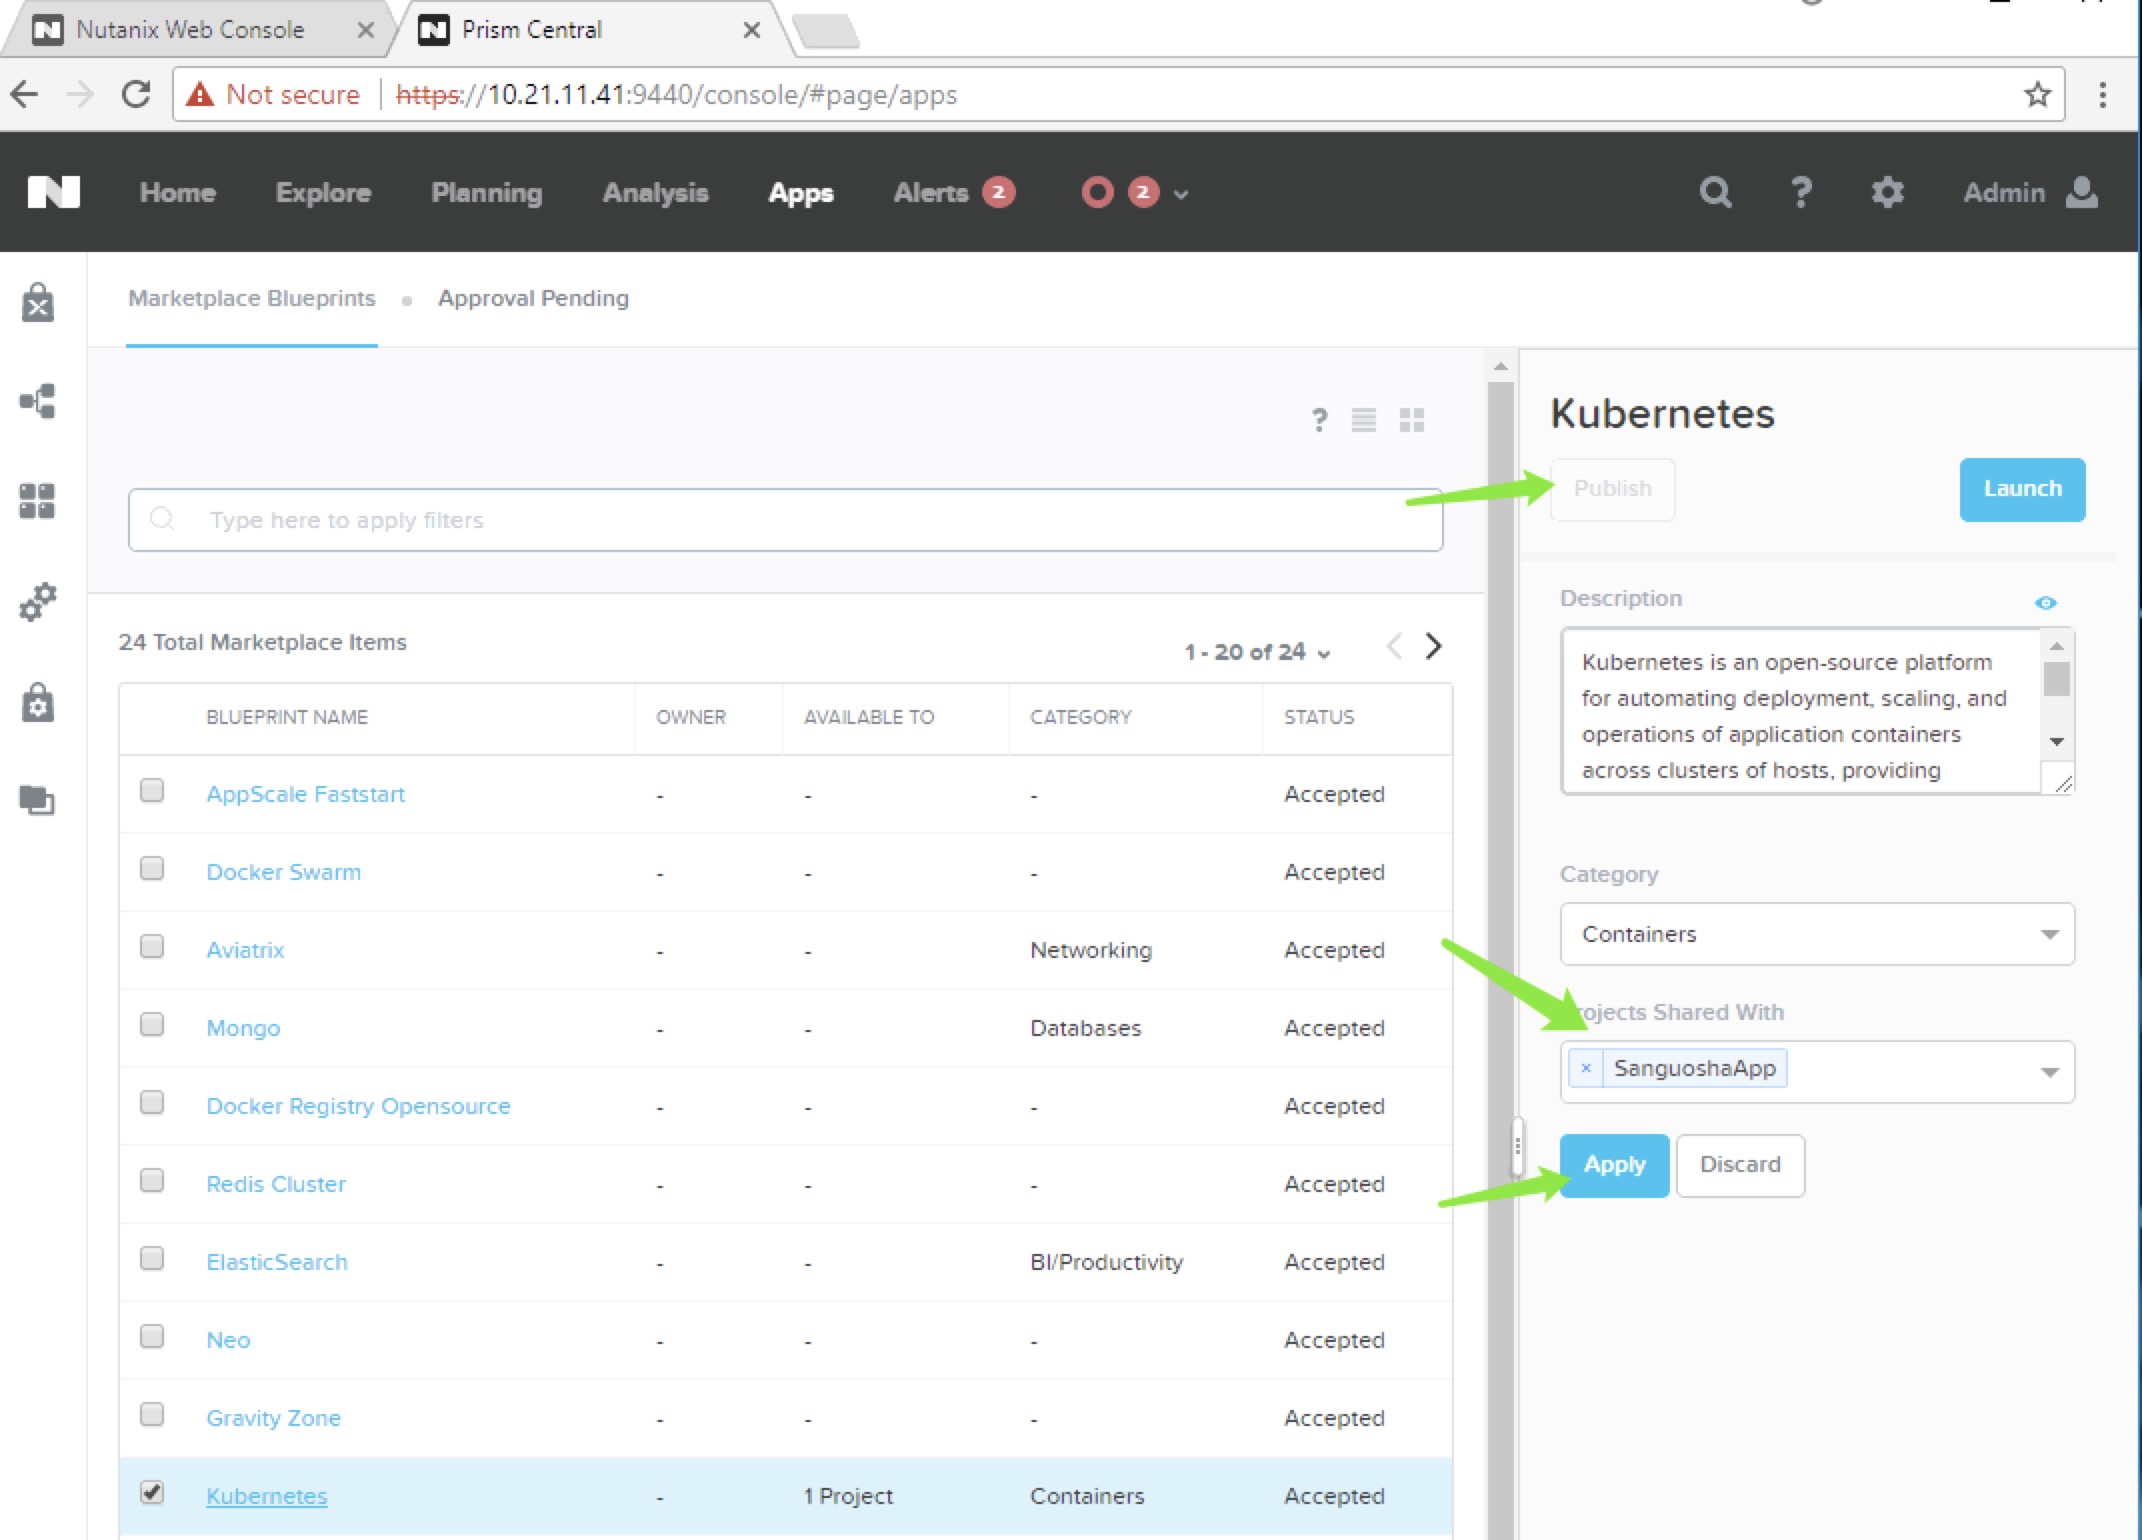 Nutanix Web Console
Prism Central
Not secure https://10.21.11.41:9440/console/#page/apps
Home Explore Planning Analysis Apps Alerts 2 2 ? Admin
Marketplace Blueprints Approval Pending
?
Type here to apply filters
24 Total Marketplace Items
1 - 20 of 24
BLUEPRINT NAME OWNER AVAILABLE TO CATEGORY STATUS
AppScale Faststart - - - Accepted
Docker Swarm - - - Accepted
Aviatrix - - Networking Accepted
Mongo - - Databases Accepted
Docker Registry Opensource - - - Accepted
Redis Cluster - - - Accepted
ElasticSearch - - BI/Productivity Accepted
Neo - - - Accepted
Gravity Zone - - - Accepted
Kubernetes - 1 Project Containers Accepted
Kubernetes
Publish Launch
Description
Kubernetes is an open-source platform
for automating deployment, scaling, and
operations of application containers
across clusters of hosts, providing
Category
Containers
rojects Shared With
× SanguoshaApp
Apply Discard